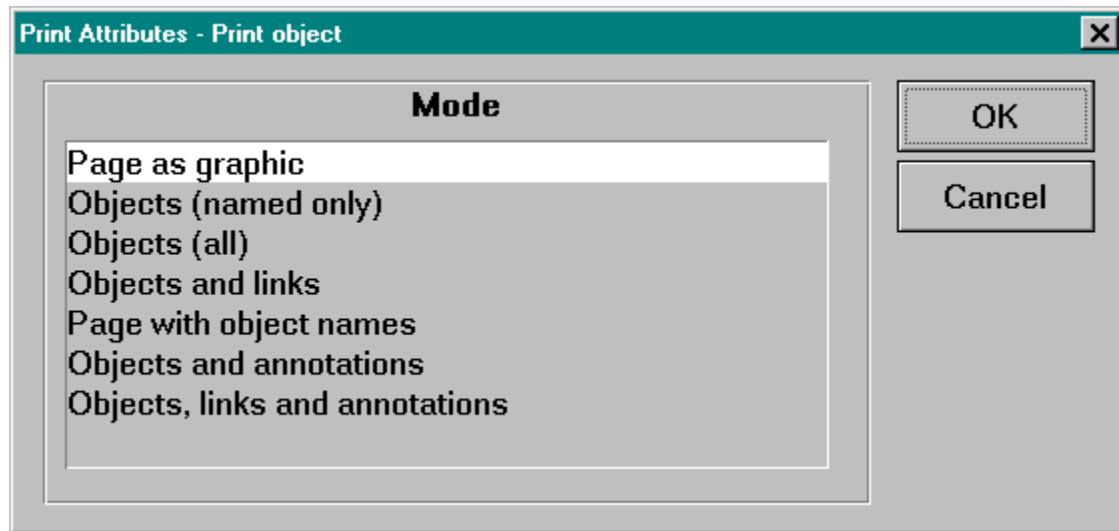 Print Attributes - Print object
Mode
Page as graphic
Objects (named only)
Objects (all)
Objects and links
Page with object names
Objects and annotations
Objects, links and annotations
OK
Cancel